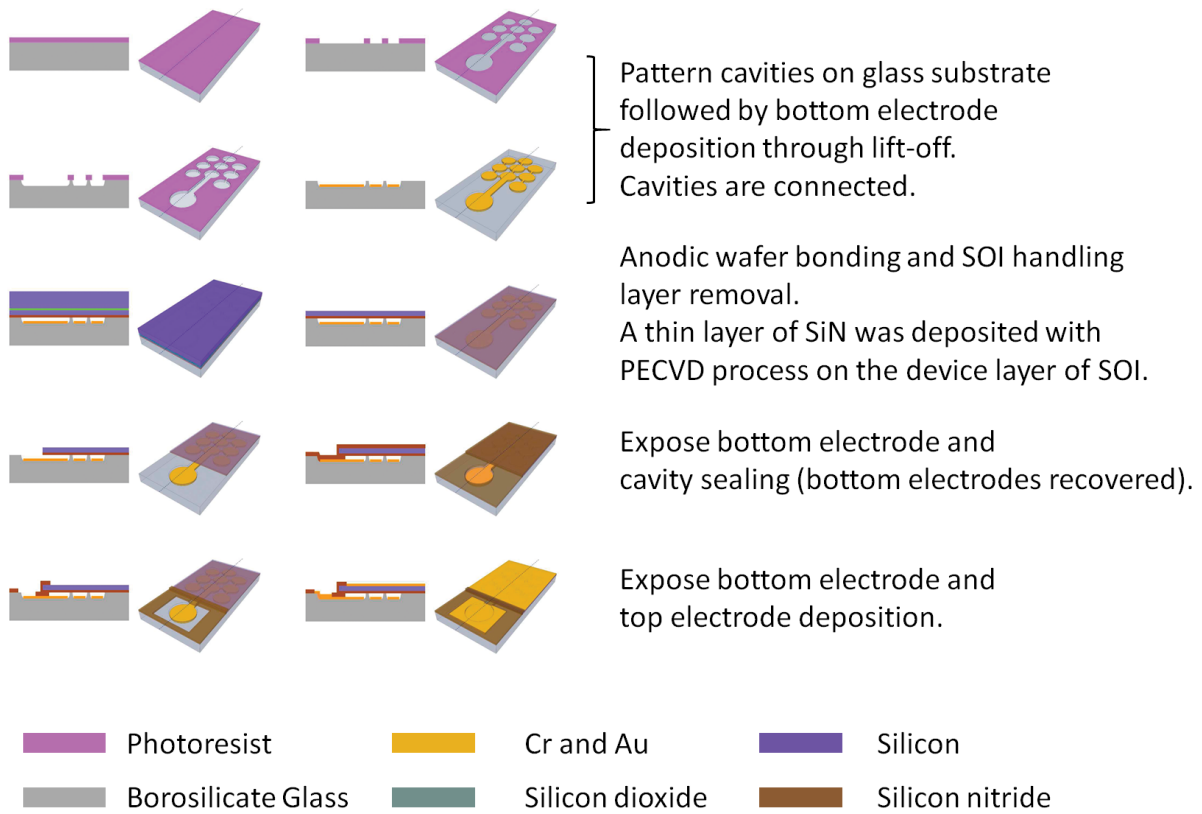 Pattern cavities on glass substrate
followed by bottom electrode
deposition through lift-off.
Cavities are connected.
Anodic wafer bonding and SOI handling
layer removal.
A thin layer of SiN was deposited with
PECVD process on the device layer of SOI.
Expose bottom electrode and
cavity sealing (bottom electrodes recovered).
Expose bottom electrode and
top electrode deposition.
Photoresist
Cr and Au
Silicon
Borosilicate Glass
Silicon dioxide
Silicon nitride